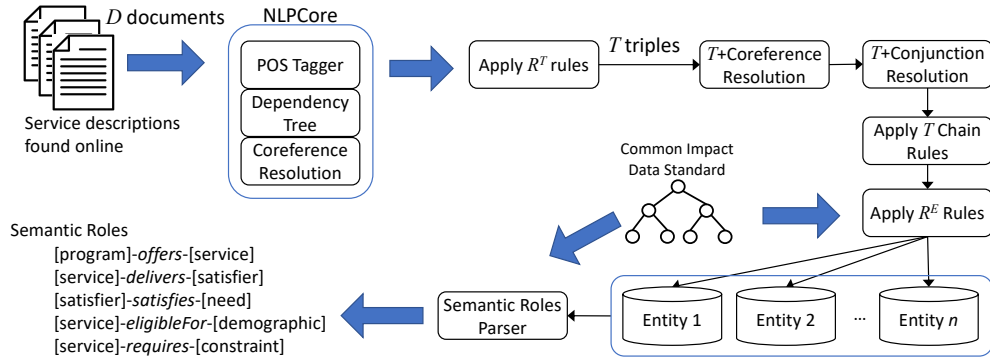 D documents
Service descriptions
found online
NLPCore
POS Tagger
Dependency
Tree
Coreference
Resolution
Apply R^T rules
T triples
T+Coreference
Resolution
T+Conjunction
Resolution
Apply T Chain
Rules
Common Impact
Data Standard
Apply R^E Rules
Entity 1
Entity 2
...
Entity n
Semantic Roles
Parser
Semantic Roles
[program]-offers-[service]
[service]-delivers-[satisfier]
[satisfier]-satisfies-[need]
[service]-eligibleFor-[demographic]
[service]-requires-[constraint]